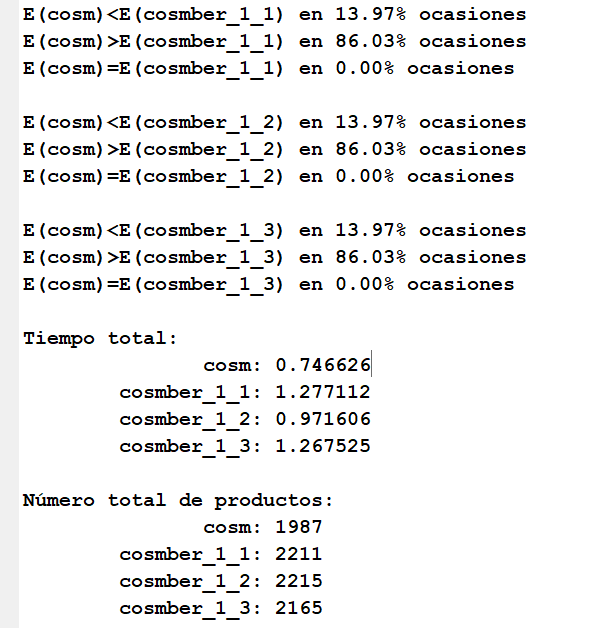 E(cosm)<E(cosmber_1_1) en 13.97% ocasiones
E(cosm)>E(cosmber_1_1) en 86.03% ocasiones
E(cosm)=E(cosmber_1_1) en 0.00% ocasiones
E(cosm)<E(cosmber_1_2) en 13.97% ocasiones
E(cosm)>E(cosmber_1_2) en 86.03% ocasiones
E(cosm)=E(cosmber_1_2) en 0.00% ocasiones
E(cosm)<E(cosmber_1_3) en 13.97% ocasiones
E(cosm)>E(cosmber_1_3) en 86.03% ocasiones
E(cosm)=E(cosmber_1_3) en 0.00% ocasiones
Tiempo total:
cosm: 0.746626
cosmber_1_1: 1.277112
cosmber_1_2: 0.971606
cosmber_1_3: 1.267525
Número total de productos:
cosm: 1987
cosmber_1_1: 2211
cosmber_1_2: 2215
cosmber_1_3: 2165